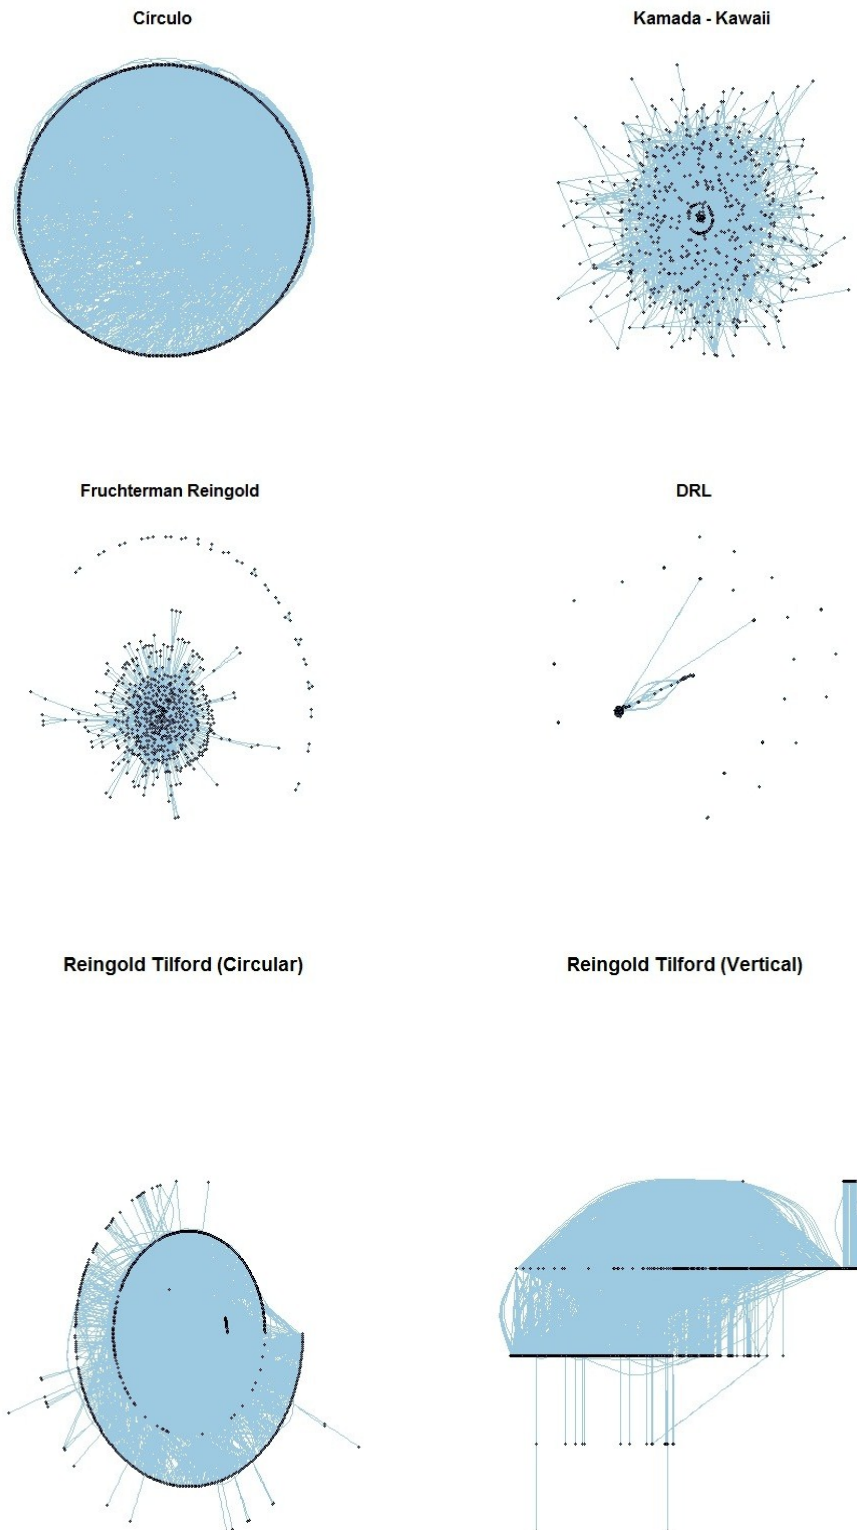 Círculo
Kamada - Kawaii
Fruchterman Reingold
DRL
Reingold Tilford (Circular)
Reingold Tilford (Vertical)